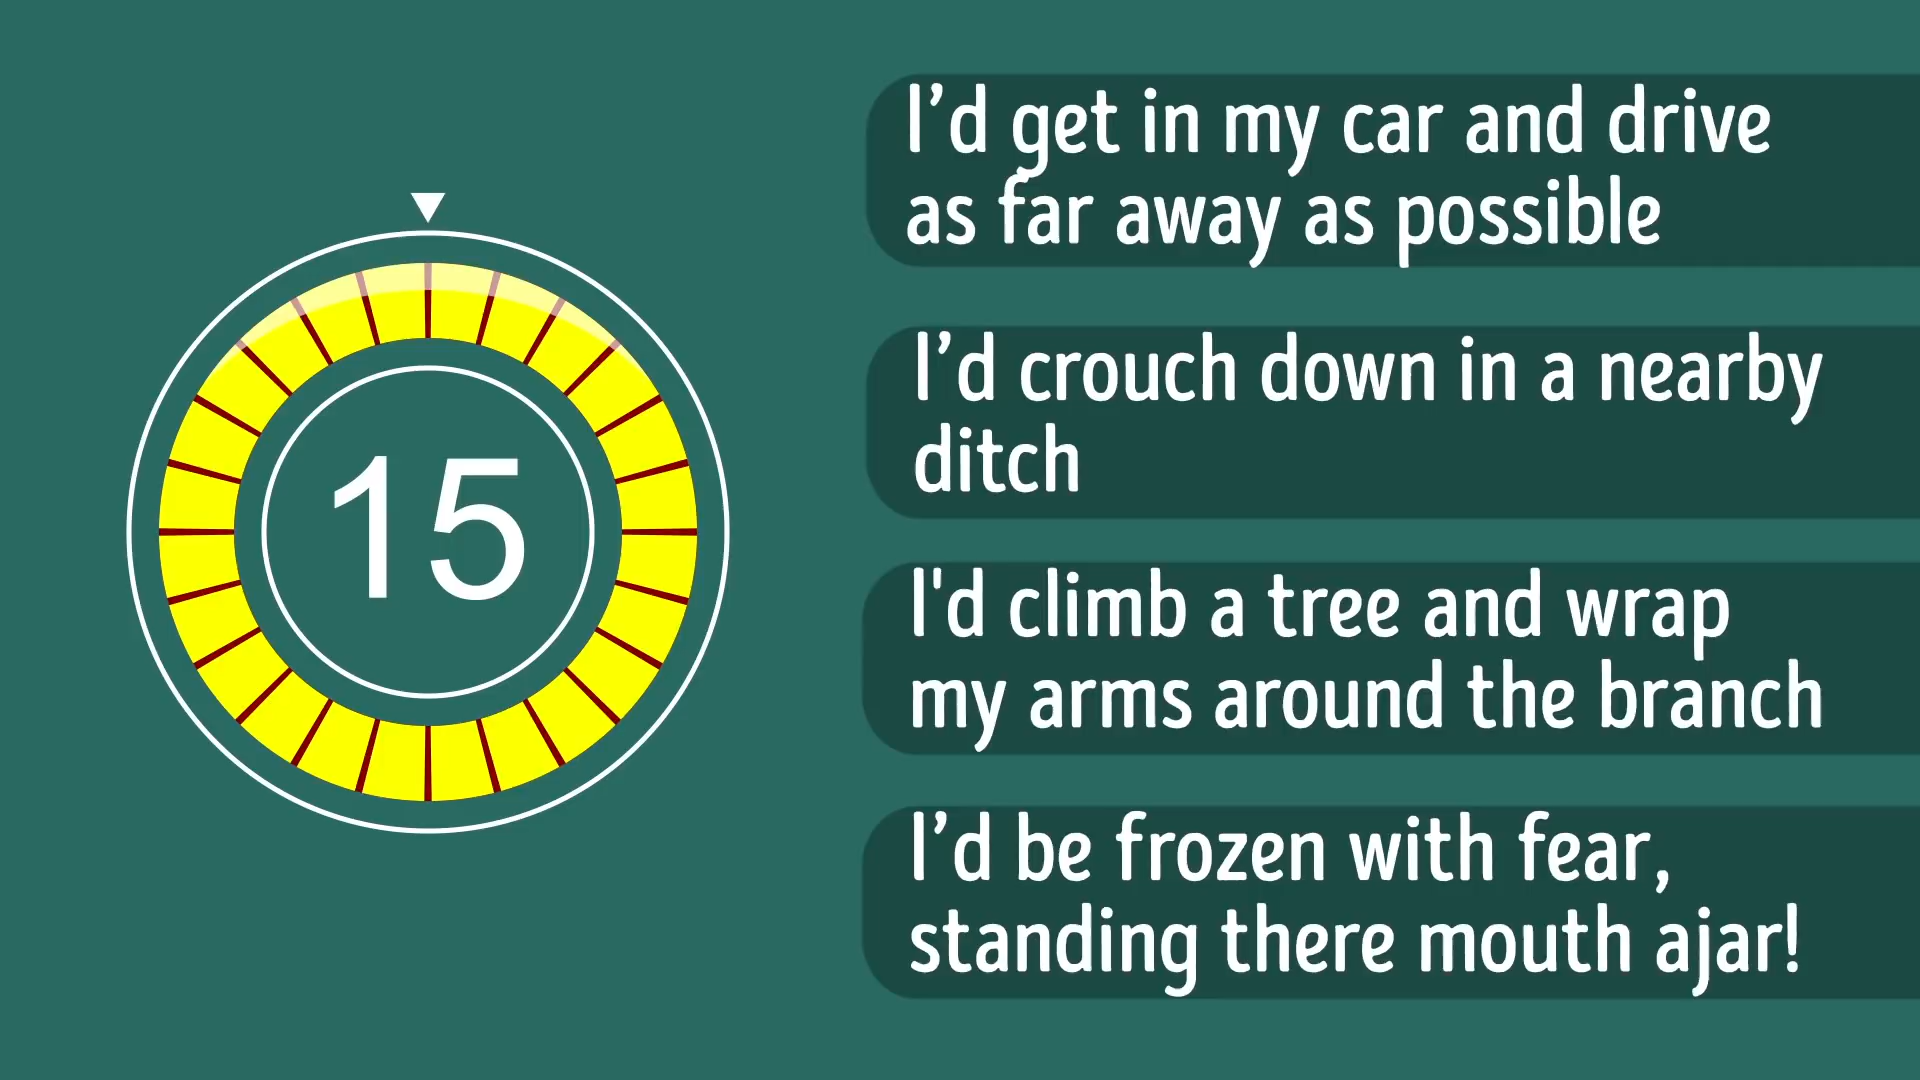 15
I’d get in my car and drive
as far away as possible
I’d crouch down in a nearby
ditch
I'd climb a tree and wrap
my arms around the branch
I’d be frozen with fear,
standing there mouth ajar!